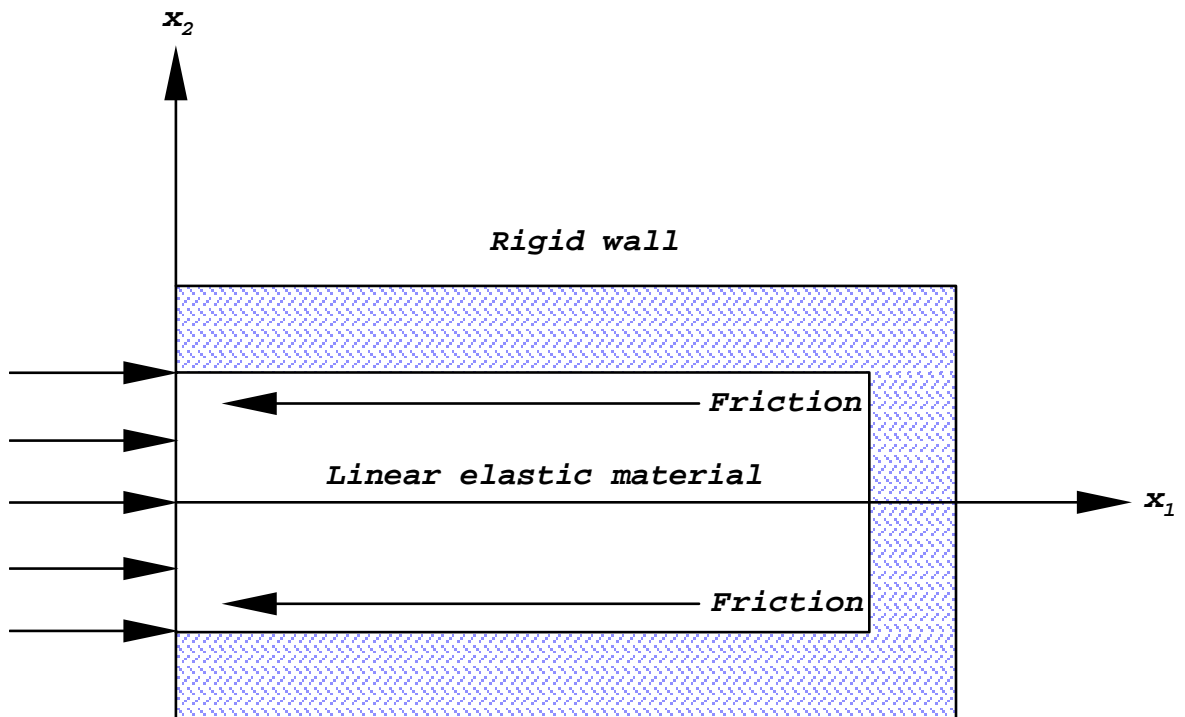 x₂
Rigid wall
Friction
Linear elastic material
x₁
Friction